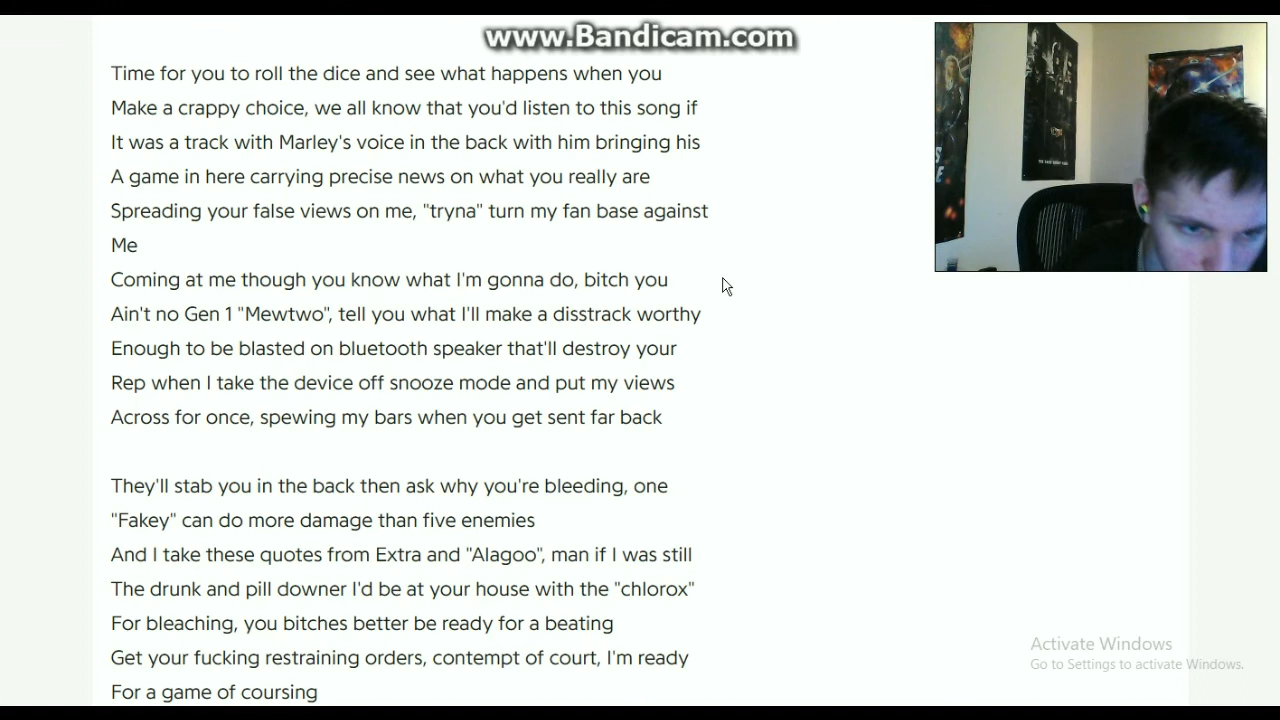 www.Bandicam.com
Time for you to roll the dice and see what happens when you
Make a crappy choice, we all know that you'd listen to this song if
It was a track with Marley's voice in the back with him bringing his
A game in here carrying precise news on what you really are
Spreading your false views on me, "tryna" turn my fan base against
Me
Coming at me though you know what I'm gonna do, bitch you
Ain't no Gen 1 "Mewtwo", tell you what I'll make a disstrack worthy
Enough to be blasted on bluetooth speaker that'll destroy your
Rep when I take the device off snooze mode and put my views
Across for once, spewing my bars when you get sent far back
They'll stab you in the back then ask why you're bleeding, one
"Fakey" can do more damage than five enemies
And I take these quotes from Extra and "Alagoo", man if I was still
The drunk and pill downer I'd be at your house with the "chlorox"
For bleaching, you bitches better be ready for a beating
Get your fucking restraining orders, contempt of court, I'm ready
For a game of coursing
Activate Windows
Go to Settings to activate Windows.